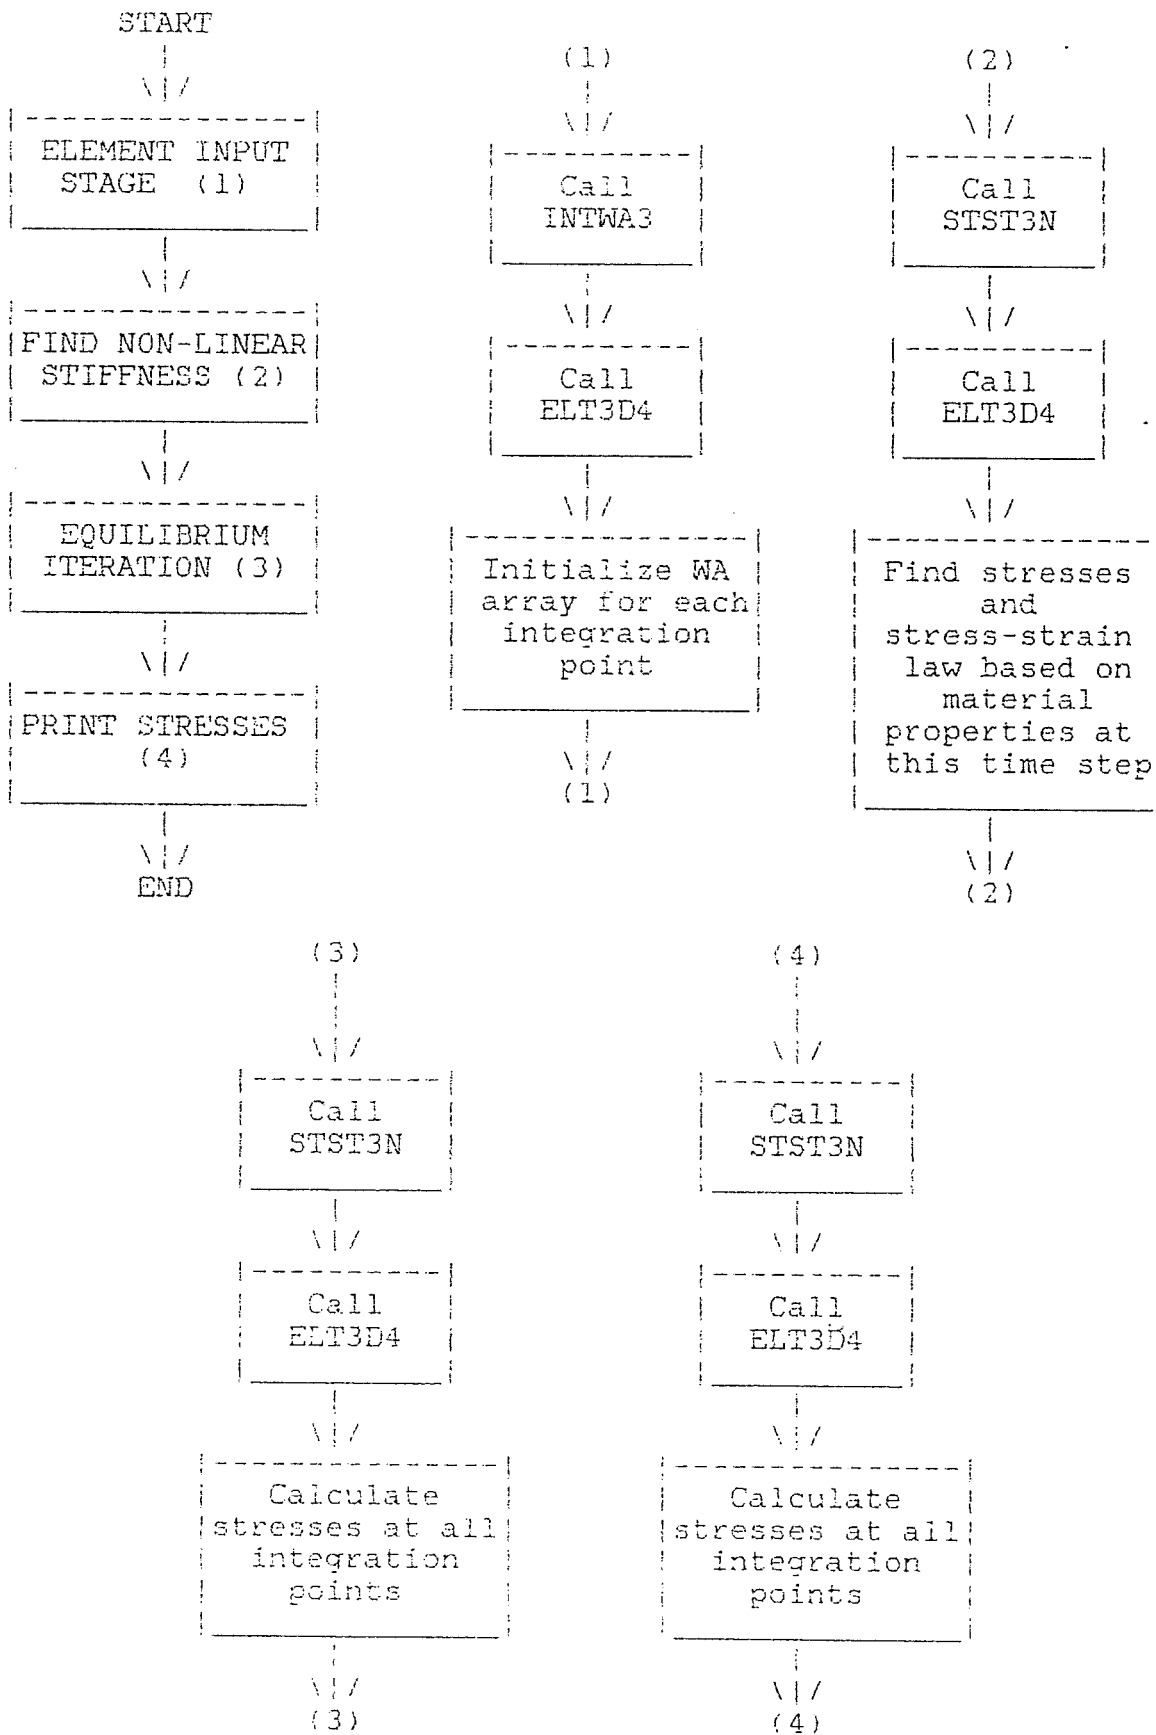 START
ELEMENT INPUT
STAGE (1)
FIND NON-LINEAR
STIFFNESS (2)
EQUILIBRIUM
ITERATION (3)
PRINT STRESSES
(4)
END
(1)
Call
INTWA3
Call
ELT3D4
Initialize WA
array for each
integration
point
(1)
(2)
Call
STST3N
Call
ELT3D4
Find stresses
and
stress-strain
law based on
material
properties at
this time step
(2)
(3)
Call
STST3N
Call
ELT3D4
Calculate
stresses at all
integration
points
(3)
(4)
Call
STST3N
Call
ELT3D4
Calculate
stresses at all
integration
points
(4)